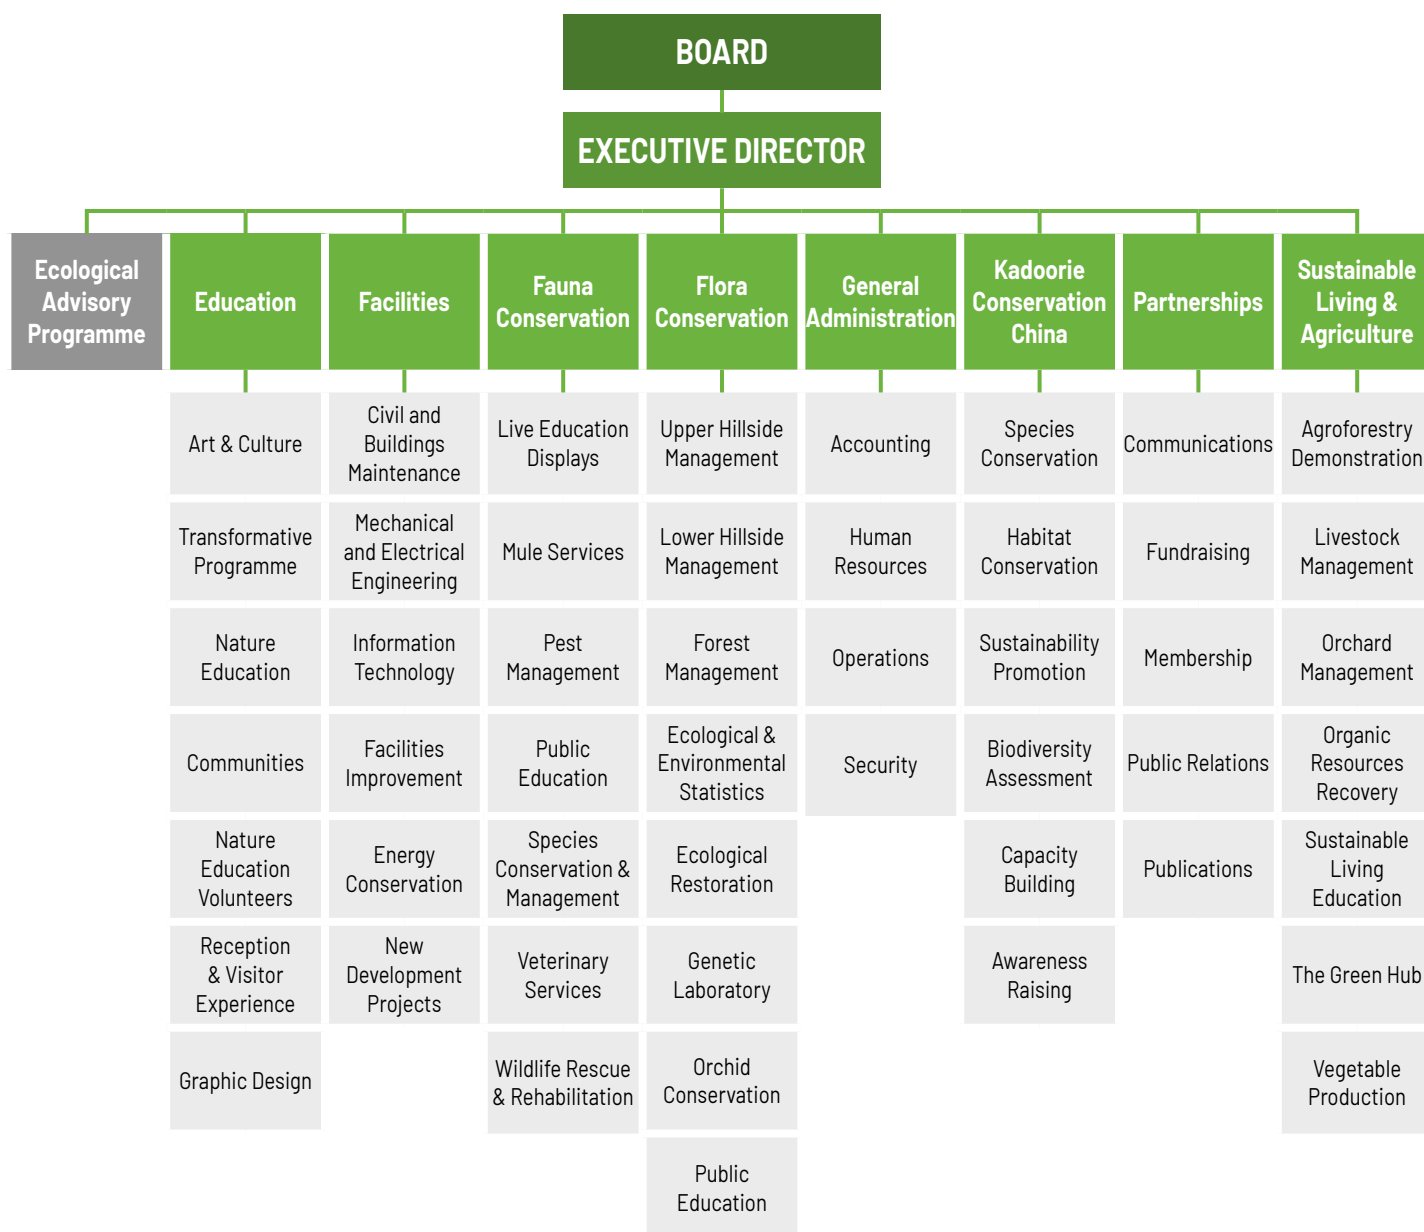 BOARD
EXECUTIVE DIRECTOR
Ecological
Advisory
Programme
Education
Facilities
Fauna
Conservation
Flora
Conservation
General
Administration
Kadoorie
Conservation
China
Partnerships
Sustainable
Living &
Agriculture
Art & Culture
Transformative
Programme
Nature
Education
Communities
Nature
Education
Volunteers
Reception
& Visitor
Experience
Graphic Design
Civil and
Buildings
Maintenance
Mechanical
and Electrical
Engineering
Information
Technology
Facilities
Improvement
Energy
Conservation
New
Development
Projects
Live Education
Displays
Mule Services
Pest
Management
Public
Education
Species
Conservation &
Management
Veterinary
Services
Wildlife Rescue
& Rehabilitation
Upper Hillside
Management
Lower Hillside
Management
Forest
Management
Ecological &
Environmental
Statistics
Ecological
Restoration
Genetic
Laboratory
Orchid
Conservation
Public
Education
Accounting
Human
Resources
Operations
Security
Species
Conservation
Habitat
Conservation
Sustainability
Promotion
Biodiversity
Assessment
Capacity
Building
Awareness
Raising
Communications
Fundraising
Membership
Public Relations
Publications
Agroforestry
Demonstration
Livestock
Management
Orchard
Management
Organic
Resources
Recovery
Sustainable
Living
Education
The Green Hub
Vegetable
Production